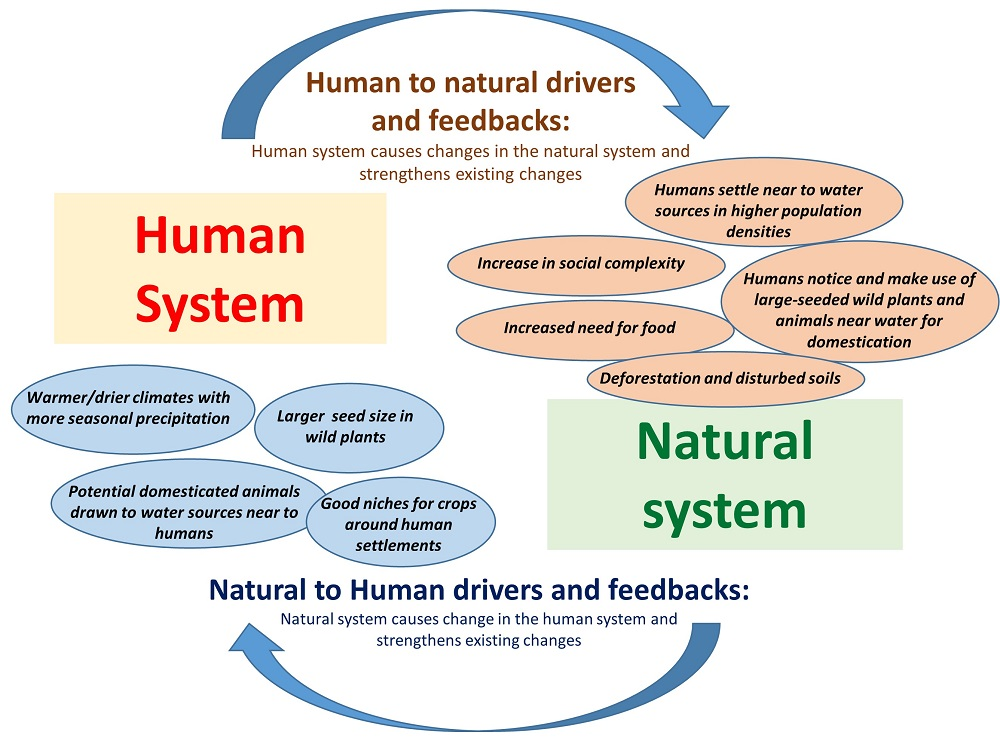 Human to natural drivers
and feedbacks:
Human system causes changes in the natural system and
strengthens existing changes
Human
System
Humans settle near to water
sources in higher population
densities
Increase in social complexity
Humans notice and make use of
large-seeded wild plants and
animals near water for
domestication
Increased need for food
Deforestation and disturbed soils
Warmer/drier climates with
more seasonal precipitation
Larger seed size in
wild plants
Potential domesticated animals
drawn to water sources near to
humans
Good niches for crops
around human
settlements
Natural
system
Natural to Human drivers and feedbacks:
Natural system causes change in the human system and
strengthens existing changes